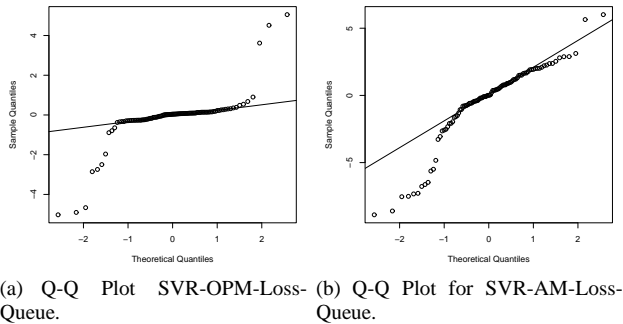 4
2
0
−2
−4
Sample Quantiles
−2 −1 0 1 2
Theoretical Quantiles
5
0
−5
Sample Quantiles
−2 −1 0 1 2
Theoretical Quantiles
(a) Q-Q Plot SVR-OPM-Loss-
Queue.
(b) Q-Q Plot for SVR-AM-Loss-
Queue.